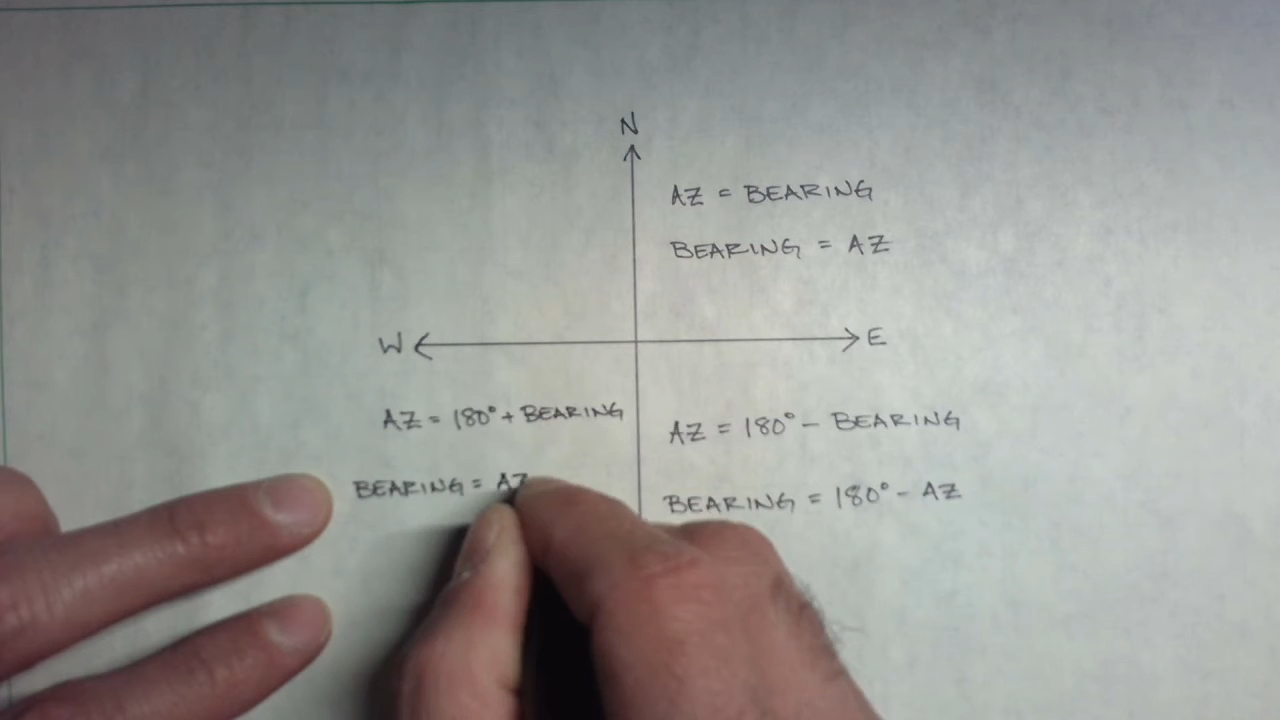 N
AZ = BEARING
BEARING = AZ
W
E
AZ = 180° + BEARING
AZ = 180° - BEARING
BEARING = AZ
BEARING = 180° - AZ